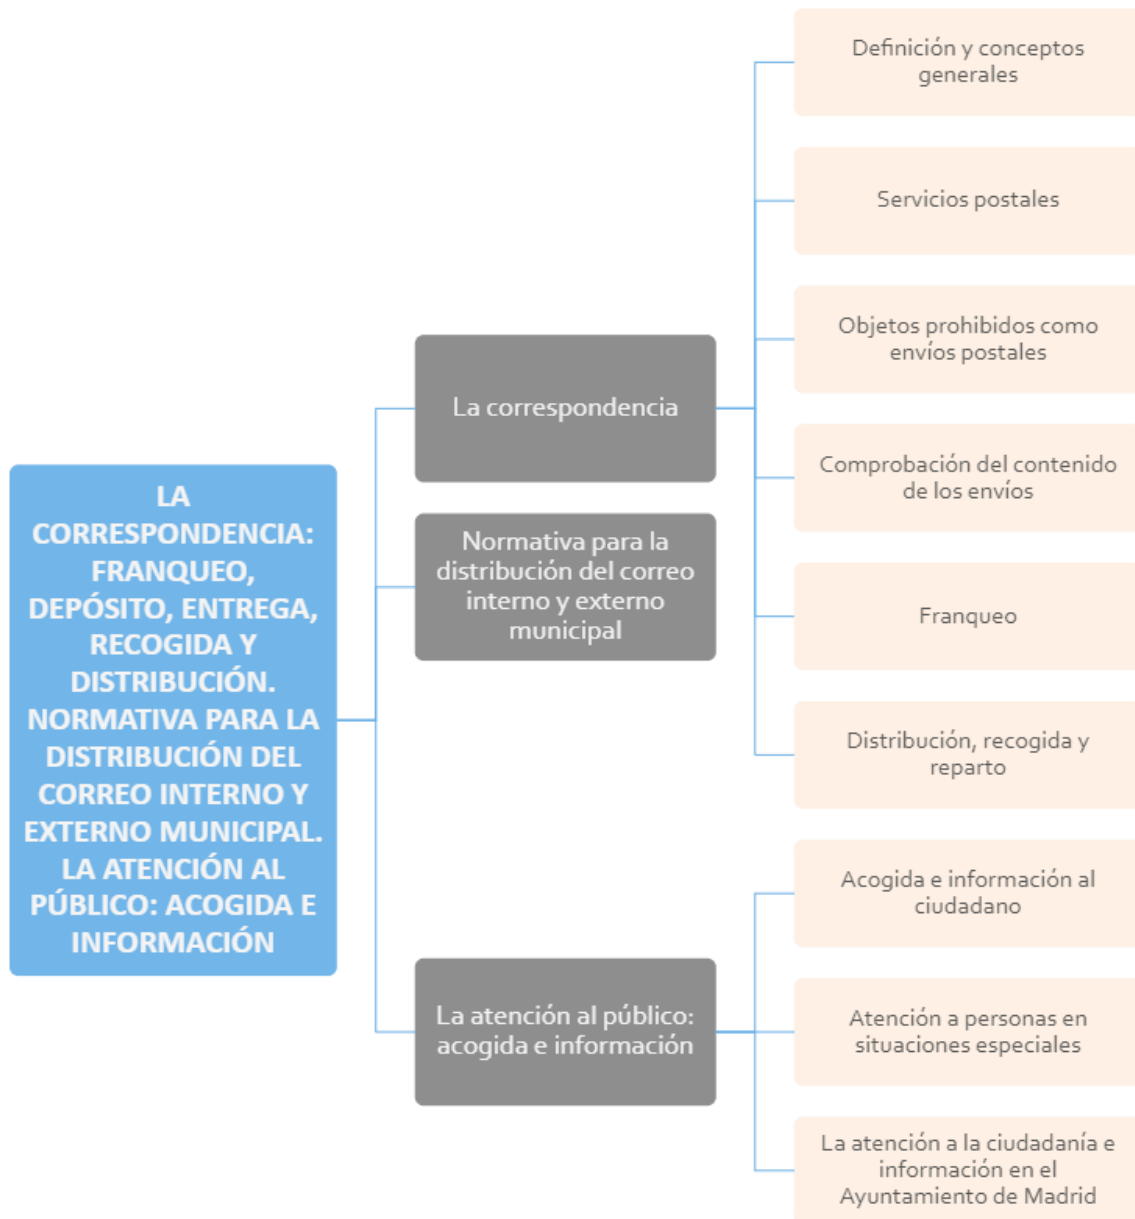 LA
CORRESPONDENCIA:
FRANQUEO,
DEPÓSITO, ENTREGA,
RECOGIDA Y
DISTRIBUCIÓN.
NORMATIVA PARA LA
DISTRIBUCIÓN DEL
CORREO INTERNO Y
EXTERNO MUNICIPAL.
LA ATENCIÓN AL
PÚBLICO: ACOGIDA E
INFORMACIÓN
La correspondencia
Definición y conceptos
generales
Servicios postales
Objetos prohibidos como
envíos postales
Comprobación del contenido
de los envíos
Franqueo
Distribución, recogida y
reparto
Normativa para la
distribución del correo
interno y externo
municipal
La atención al público:
acogida e información
Acogida e información al
ciudadano
Atención a personas en
situaciones especiales
La atención a la ciudadanía e
información en el
Ayuntamiento de Madrid